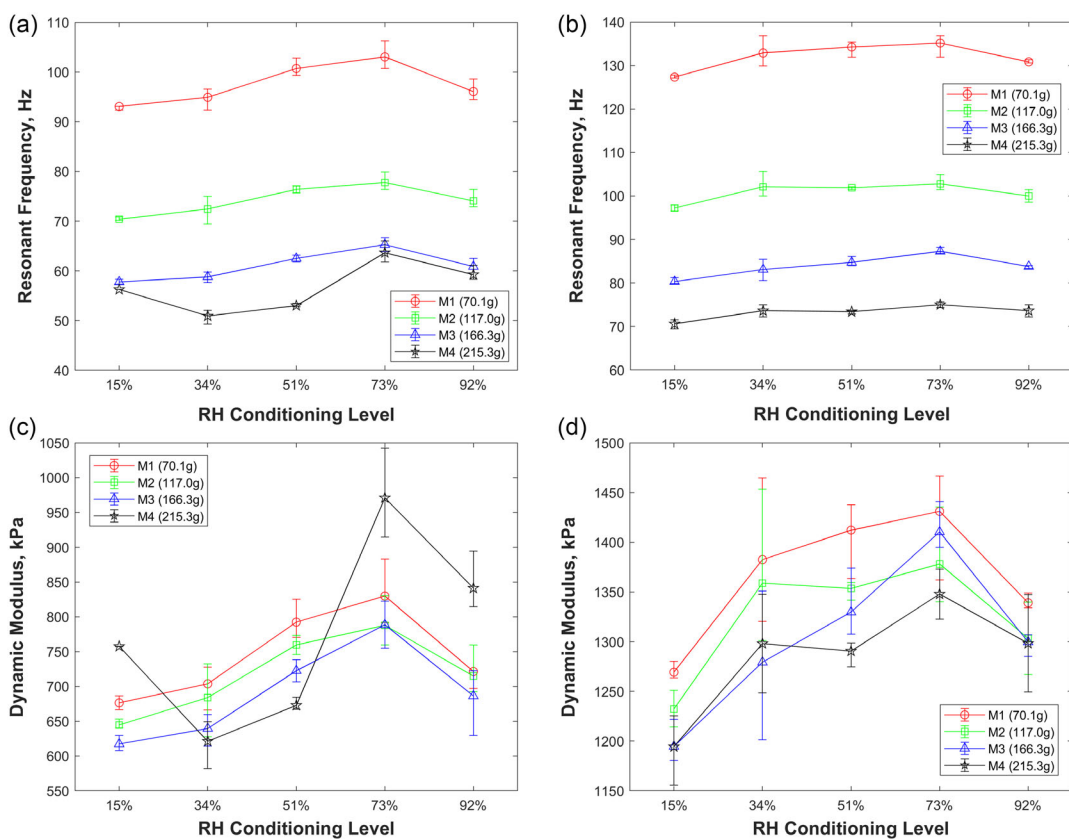 (a)
110
100
90
80
70
60
50
40
Resonant Frequency, Hz
M1 (70.1g)
M2 (117.0g)
M3 (166.3g)
M4 (215.3g)
15% 34% 51% 73% 92%
RH Conditioning Level
(b)
140
130
120
110
100
90
80
70
60
Resonant Frequency, Hz
M1 (70.1g)
M2 (117.0g)
M3 (166.3g)
M4 (215.3g)
15% 34% 51% 73% 92%
RH Conditioning Level
(c)
1050
1000
950
900
850
800
750
700
650
600
550
Dynamic Modulus, kPa
M1 (70.1g)
M2 (117.0g)
M3 (166.3g)
M4 (215.3g)
15% 34% 51% 73% 92%
RH Conditioning Level
(d)
1500
1450
1400
1350
1300
1250
1200
1150
Dynamic Modulus, kPa
M1 (70.1g)
M2 (117.0g)
M3 (166.3g)
M4 (215.3g)
15% 34% 51% 73% 92%
RH Conditioning Level